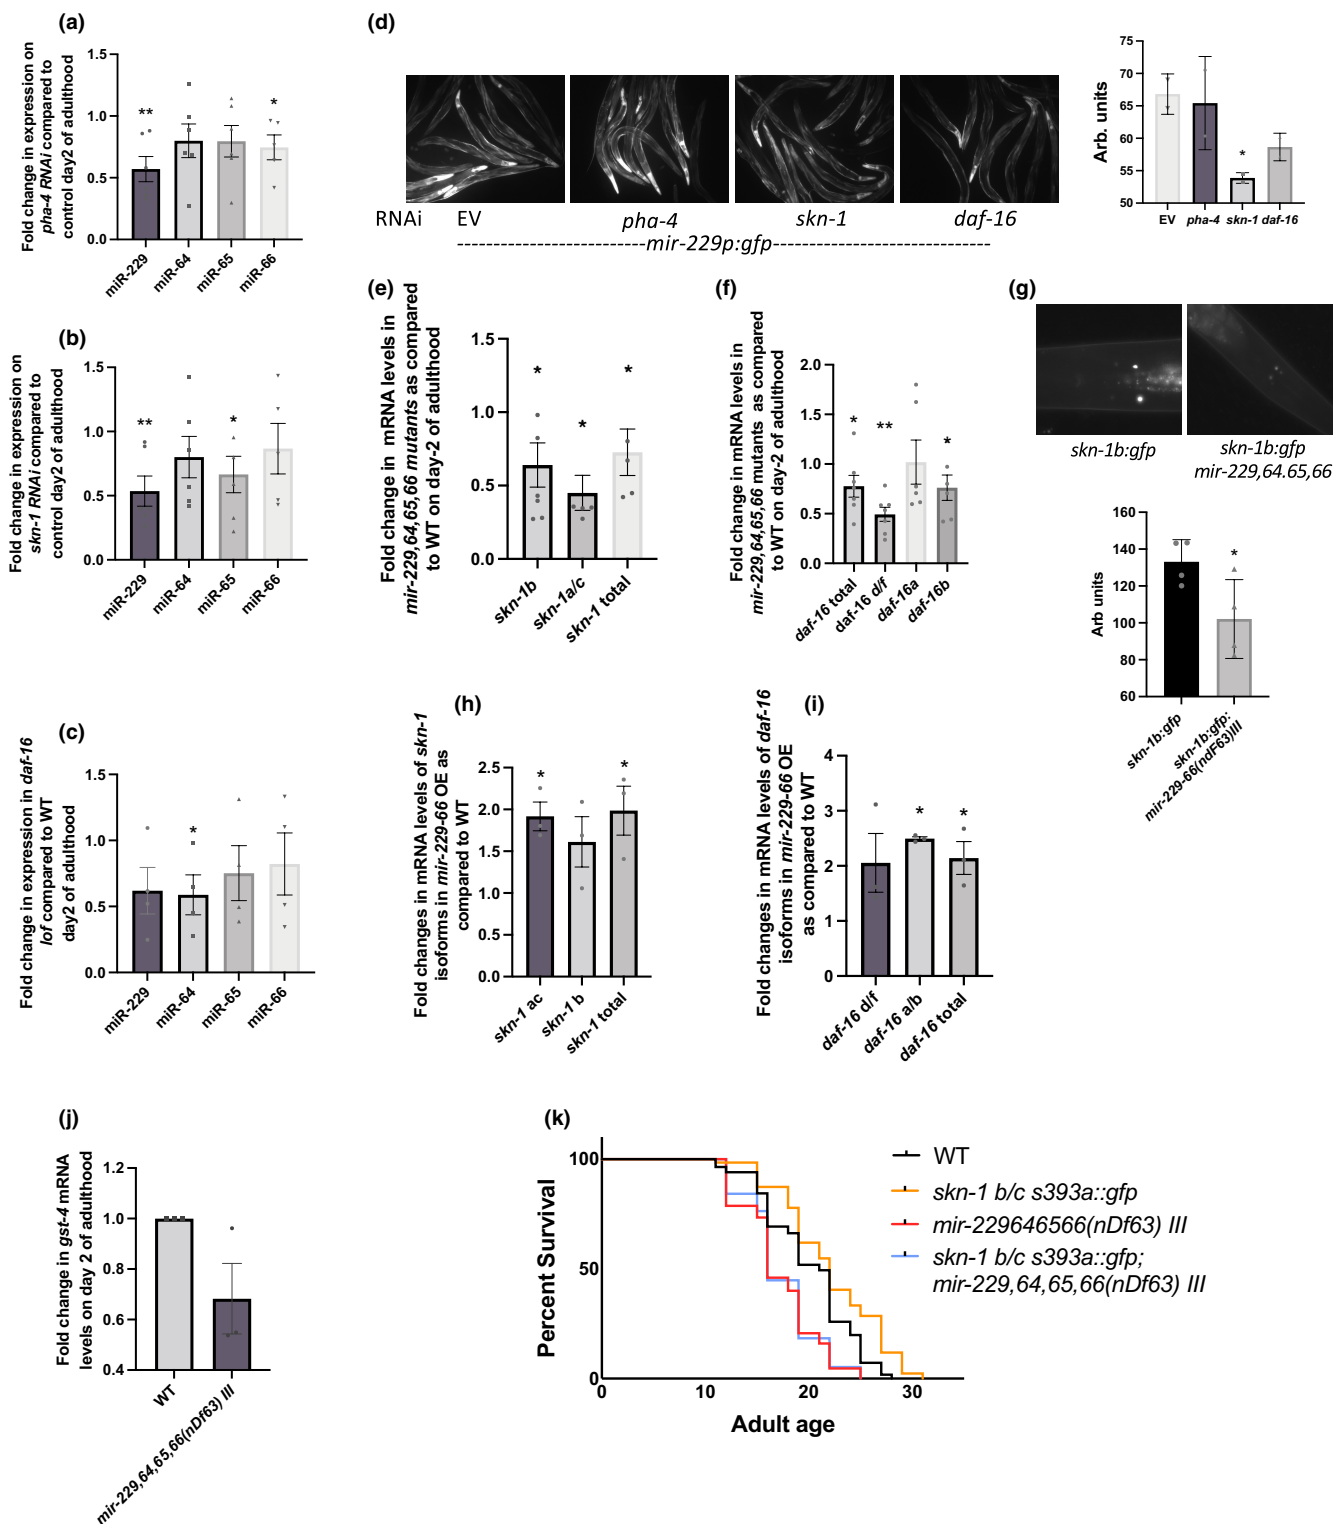 (a)
Fold change in expression on
pha-4 RNAi compared to
control day2 of adulthood
1.5
1.0
0.5
0.0
**
*
miR-229
miR-64
miR-65
miR-66
(d)
RNAi
EV
pha-4
skn-1
daf-16
mir-229p:gfp
Arb. units
75
70
65
60
55
50
*
EV
pha-4
skn-1
daf-16
(b)
Fold change in expression on
skn-1 RNAi compared to
control day2 of adulthood
1.5
1.0
0.5
0.0
**
*
miR-229
miR-64
miR-65
miR-66
(e)
Fold change in mRNA levels in
mir-229,64,65,66 mutants as compared
to WT on day-2 of adulthood
1.5
1.0
0.5
0.0
*
*
*
skn-1b
skn-1a/c
skn-1 total
(f)
Fold change in mRNA levels in
mir-229,64,65,66 mutants as compared
to WT on day-2 of adulthood
2.0
1.5
1.0
0.5
0.0
*
**
*
daf-16 total
daf-16 d/f
daf-16a
daf-16b
(g)
skn-1b:gfp
skn-1b:gfp
mir-229,64.65,66
Arb units
140
120
100
80
60
*
skn-1b:gfp
skn-1b:gfp:
mir-229-66(ndF63)III
(c)
Fold change in expression in daf-16
lof compared to WT
day2 of adulthood
1.5
1.0
0.5
0.0
*
miR-229
miR-64
miR-65
miR-66
(h)
Fold changes in mRNA levels of skn-1
isoforms in mir-229-66 OE as
compared to WT
2.5
2.0
1.5
1.0
0.5
0.0
*
*
skn-1 ac
skn-1 b
skn-1 total
(i)
Fold changes in mRNA levels of daf-16
isoforms in mir-229-66 OE
as compared to WT
4
3
2
1
0
*
*
daf-16 d/f
daf-16 a/b
daf-16 total
(j)
Fold change in gst-4 mRNA
levels on day 2 of adulthood
1.2
1.0
0.8
0.6
0.4
WT
mir-229,64,65,66(nDf63) III
(k)
Percent Survival
100
50
0
0
10
20
30
Adult age
WT
skn-1 b/c s393a::gfp
mir-229646566(nDf63) III
skn-1 b/c s393a::gfp;
mir-229,64,65,66(nDf63) III